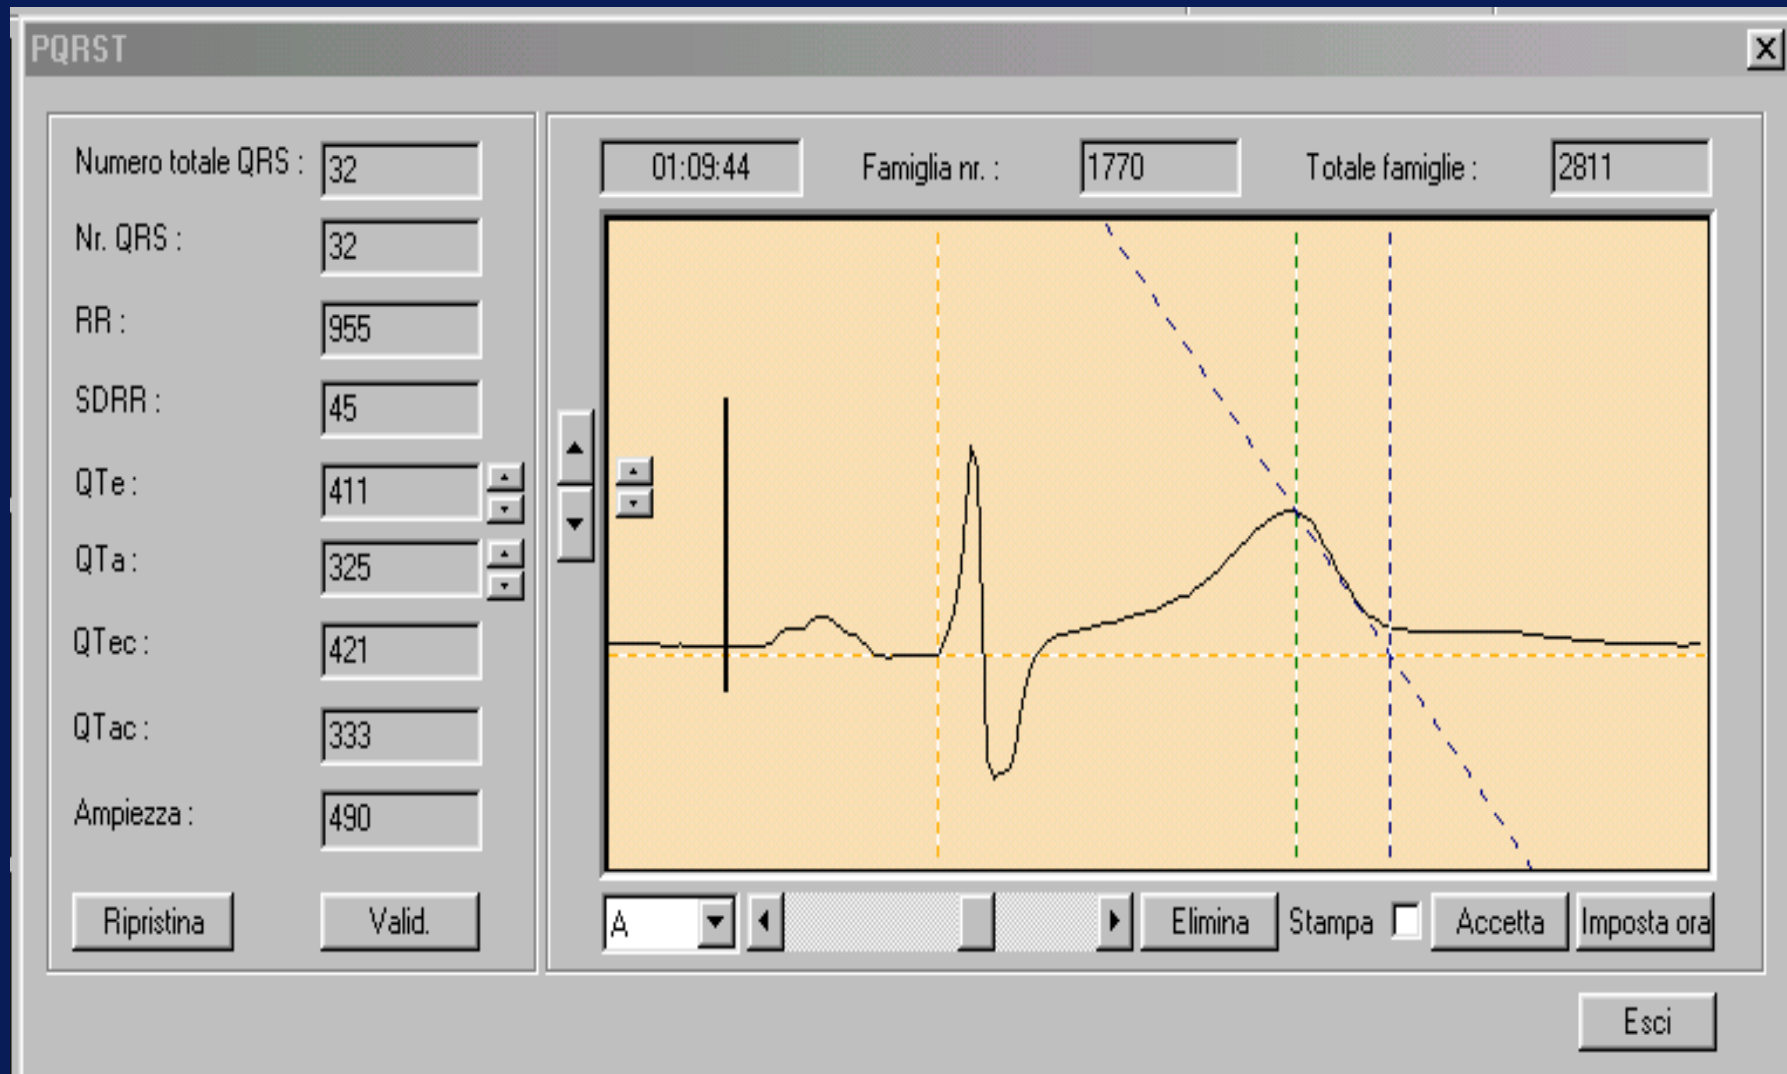 PQRST
Numero totale QRS : 32
Nr. QRS : 32
RR : 955
SDRR : 45
QTe : 411
QTa : 325
QTec : 421
QTac : 333
Ampiezza : 490
Ripristina Valid.
01:09:44 Famiglia nr. : 1770 Totale famiglie : 2811
A Elimina Stampa Accetta Imposta ora
Esci